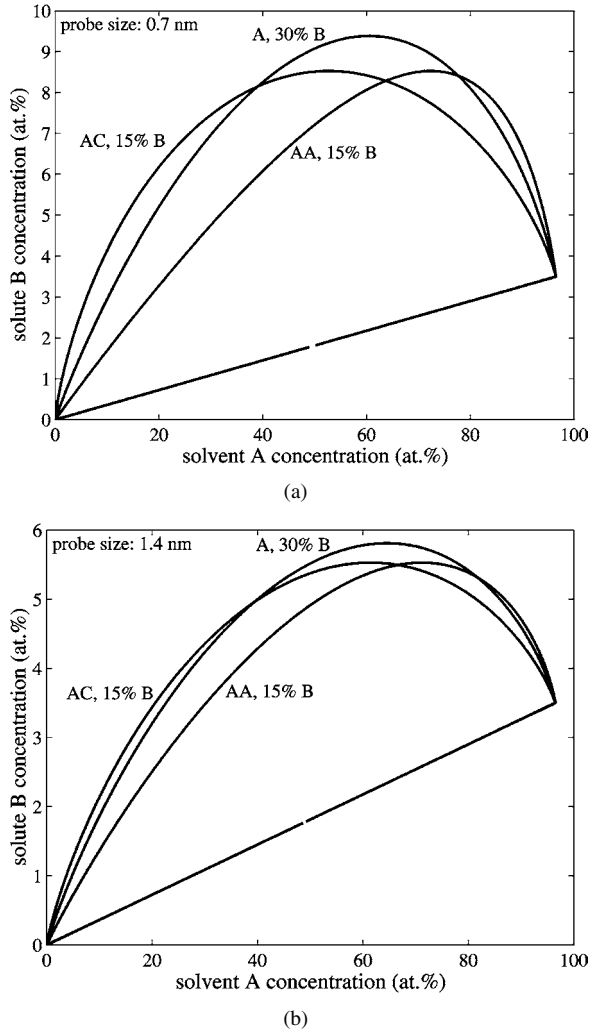 probe size: 0.7 nm
A, 30% B
AC, 15% B
AA, 15% B
solute B concentration (at.%)
10
9
8
7
6
5
4
3
2
1
0
0 20 40 60 80 100
solvent A concentration (at.%)
(a)
probe size: 1.4 nm
A, 30% B
AC, 15% B
AA, 15% B
solute B concentration (at.%)
6
5
4
3
2
1
0
0 20 40 60 80 100
solvent A concentration (at.%)
(b)